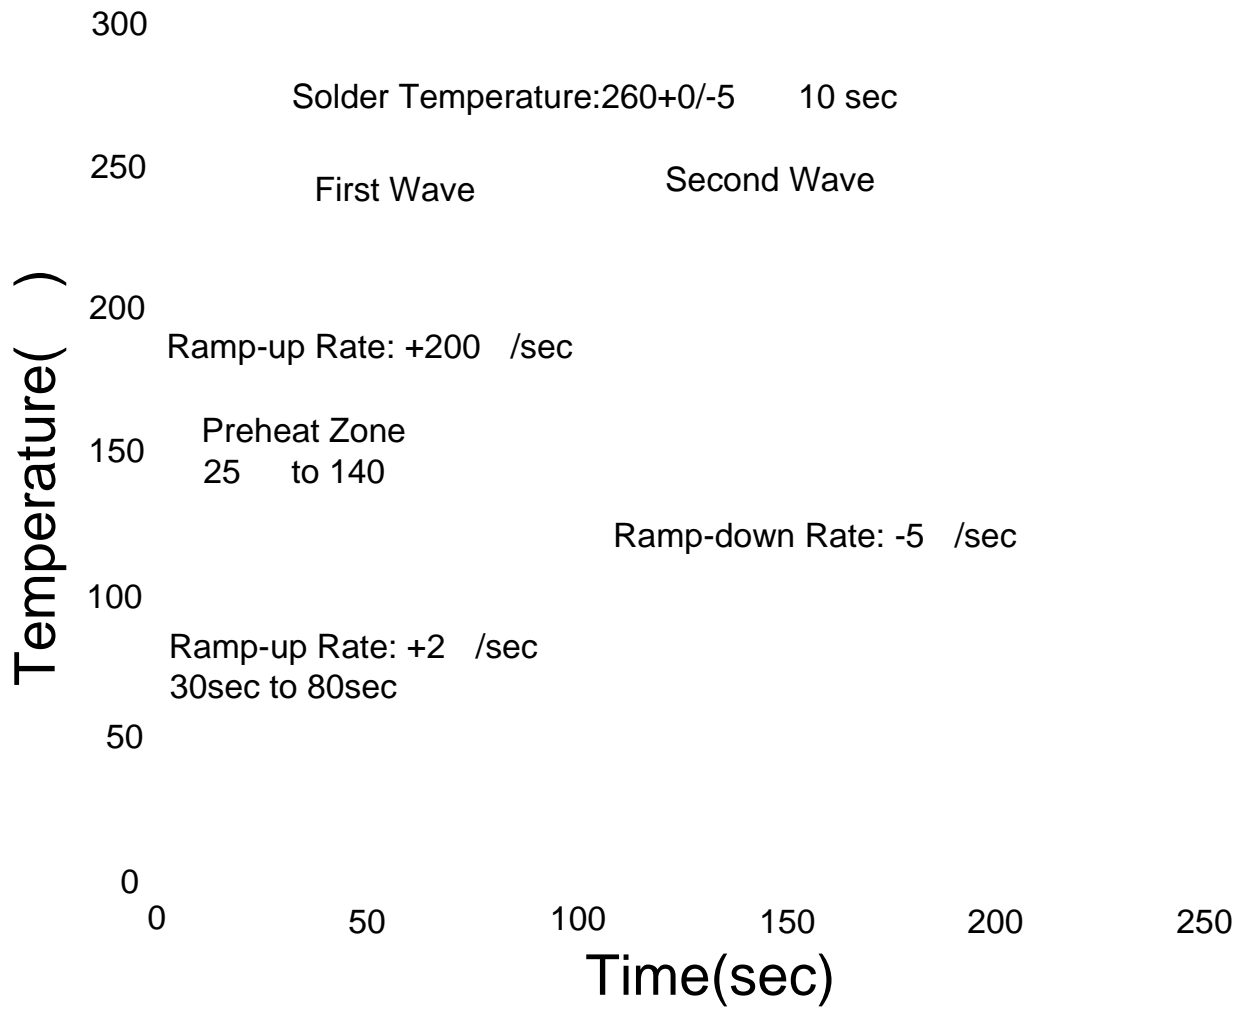 300
Solder Temperature:260+0/-5 10 sec
250
First Wave
Second Wave
Temperature( )
200
Ramp-up Rate: +200 /sec
Preheat Zone
150
25 to 140
Ramp-down Rate: -5 /sec
100
Ramp-up Rate: +2 /sec
30sec to 80sec
50
0
0 50 100 150 200 250
Time(sec)